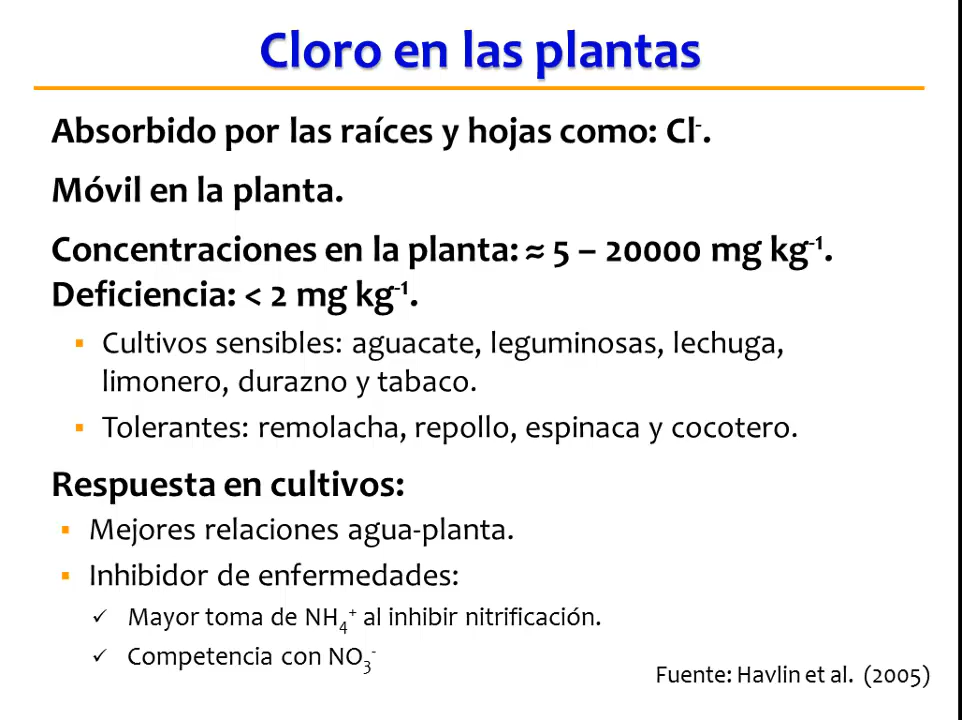 Cloro en las plantas
Absorbido por las raíces y hojas como: Cl⁻.
Móvil en la planta.
Concentraciones en la planta: ≈ 5 – 20000 mg kg⁻¹.
Deficiencia: < 2 mg kg⁻¹.
▪ Cultivos sensibles: aguacate, leguminosas, lechuga,
limonero, durazno y tabaco.
▪ Tolerantes: remolacha, repollo, espinaca y cocotero.
Respuesta en cultivos:
▪ Mejores relaciones agua-planta.
▪ Inhibidor de enfermedades:
✓ Mayor toma de NH₄⁺ al inhibir nitrificación.
✓ Competencia con NO₃⁻
Fuente: Havlin et al. (2005)